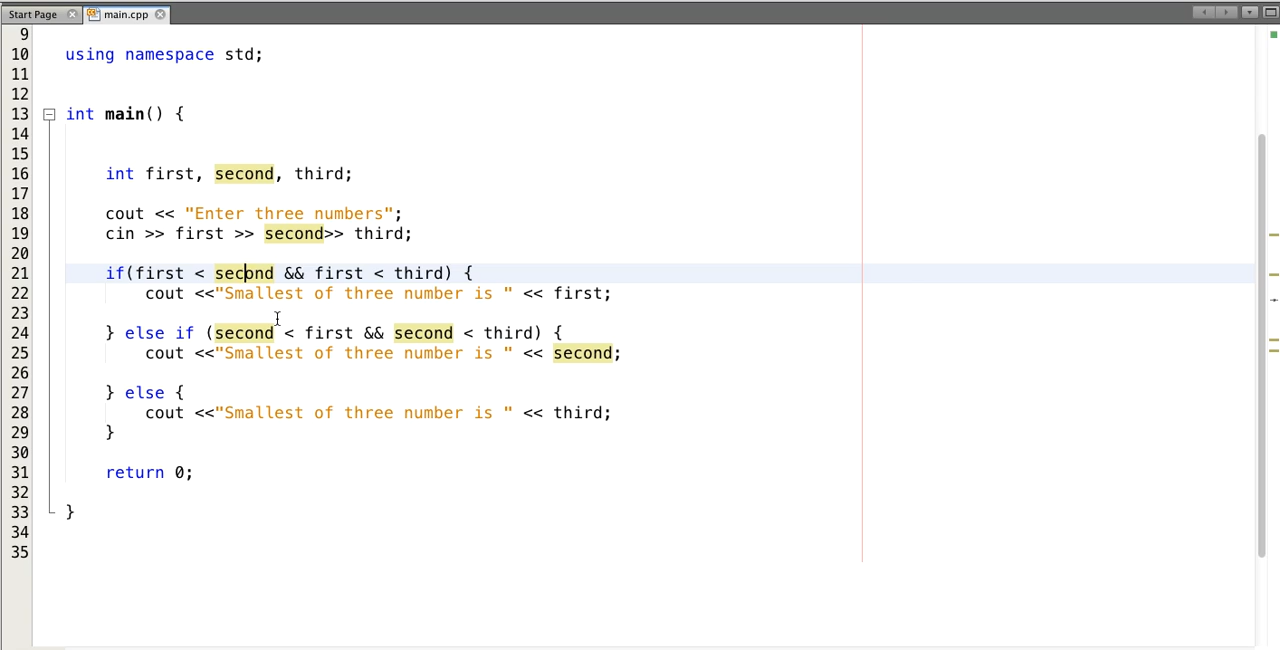 Start Page main.cpp
9
10 using namespace std;
11
12
13 int main() {
14
15
16 int first, second, third;
17
18 cout << "Enter three numbers";
19 cin >> first >> second>> third;
20
21 if(first < second && first < third) {
22 cout <<"Smallest of three number is " << first;
23
24 } else if (second < first && second < third) {
25 cout <<"Smallest of three number is " << second;
26
27 } else {
28 cout <<"Smallest of three number is " << third;
29 }
30
31 return 0;
32
33 }
34
35